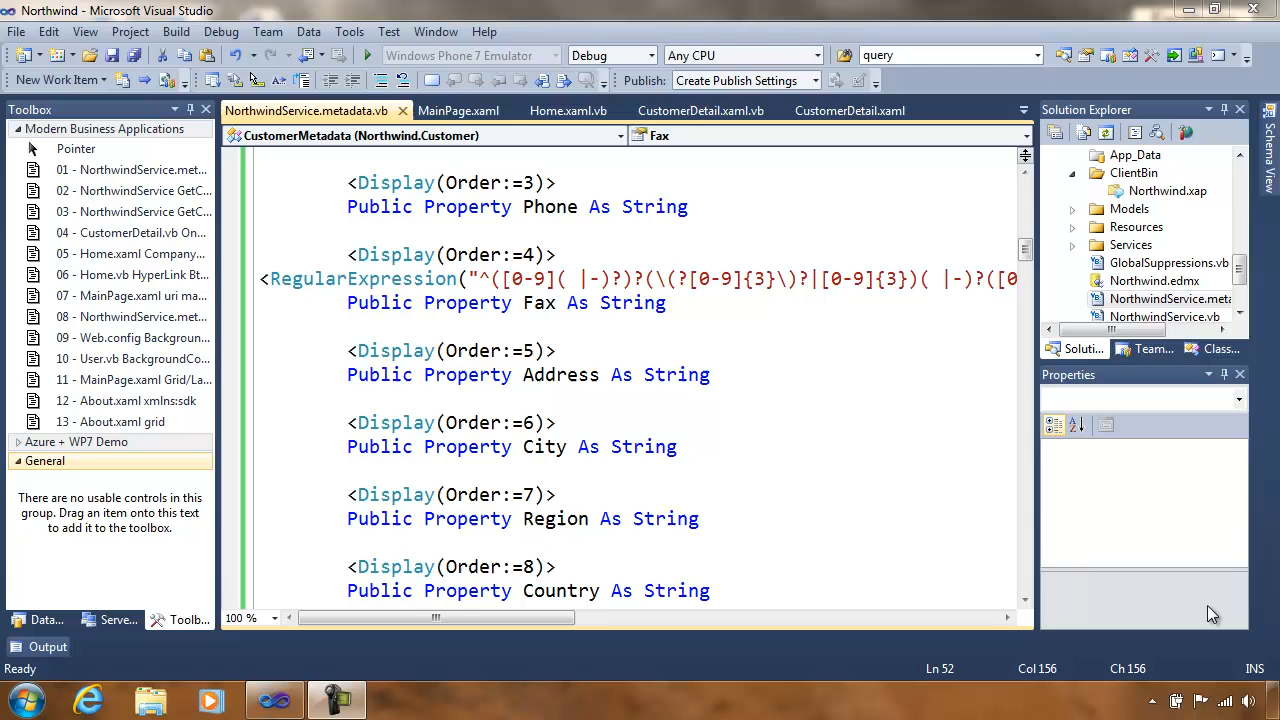 Northwind - Microsoft Visual Studio
File Edit View Project Build Debug Team Data Tools Test Window Help
Windows Phone 7 Emulator Debug Any CPU query
New Work Item Publish: Create Publish Settings
Toolbox
Modern Business Applications
Pointer
01 - NorthwindService.met...
02 - NorthwindService GetC...
03 - NorthwindService GetC...
04 - CustomerDetail.vb On...
05 - Home.xaml Company...
06 - Home.vb HyperLink Bt...
07 - MainPage.xaml uri ma...
08 - NorthwindService.met...
09 - Web.config Backgroun...
10 - User.vb BackgroundCo...
11 - MainPage.xaml Grid/La...
12 - About.xaml xmlns:sdk
13 - About.xaml grid
Azure + WP7 Demo
General
There are no usable controls in this
group. Drag an item onto this text
to add it to the toolbox.
Data... Serve... Toolb...
NorthwindService.metadata.vb MainPage.xaml Home.xaml.vb CustomerDetail.xaml.vb CustomerDetail.xaml
CustomerMetadata (Northwind.Customer) Fax
<Display(Order:=3)>
Public Property Phone As String
<Display(Order:=4)>
<RegularExpression("^([0-9]( |-)?)?(\(?[0-9]{3}\)?|[0-9]{3})( |-)?([0
Public Property Fax As String
<Display(Order:=5)>
Public Property Address As String
<Display(Order:=6)>
Public Property City As String
<Display(Order:=7)>
Public Property Region As String
<Display(Order:=8)>
Public Property Country As String
100 %
Solution Explorer
App_Data
ClientBin
Northwind.xap
Models
Resources
Services
GlobalSuppressions.vb
Northwind.edmx
NorthwindService.meta
NorthwindService.vb
Soluti... Team... Class...
Properties
Schema View
Output
Ready Ln 52 Col 156 Ch 156 INS